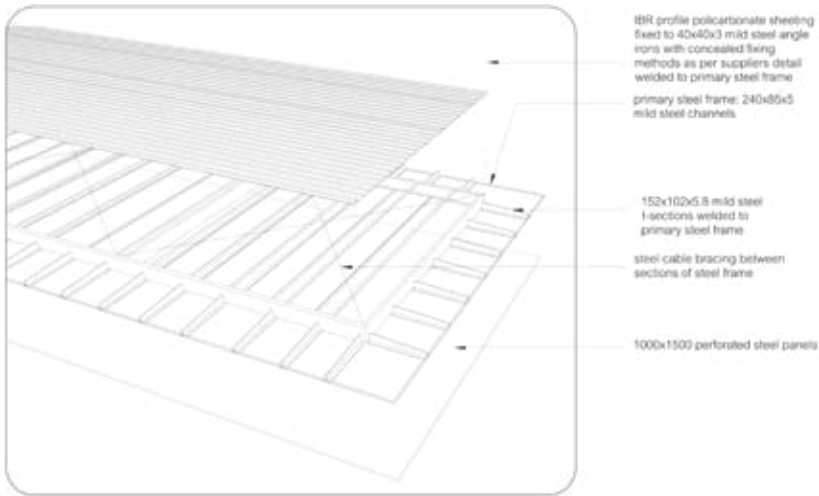 IBR profile policarbonate sheeting
fixed to 40x40x3 mild steel angle
irons with concealed fixing
methods as per suppliers detail
welded to primary steel frame
primary steel frame: 240x85x5
mild steel channels
152x102x5.8 mild steel
I-sections welded to
primary steel frame
steel cable bracing between
sections of steel frame
1000x1500 perforated steel panels